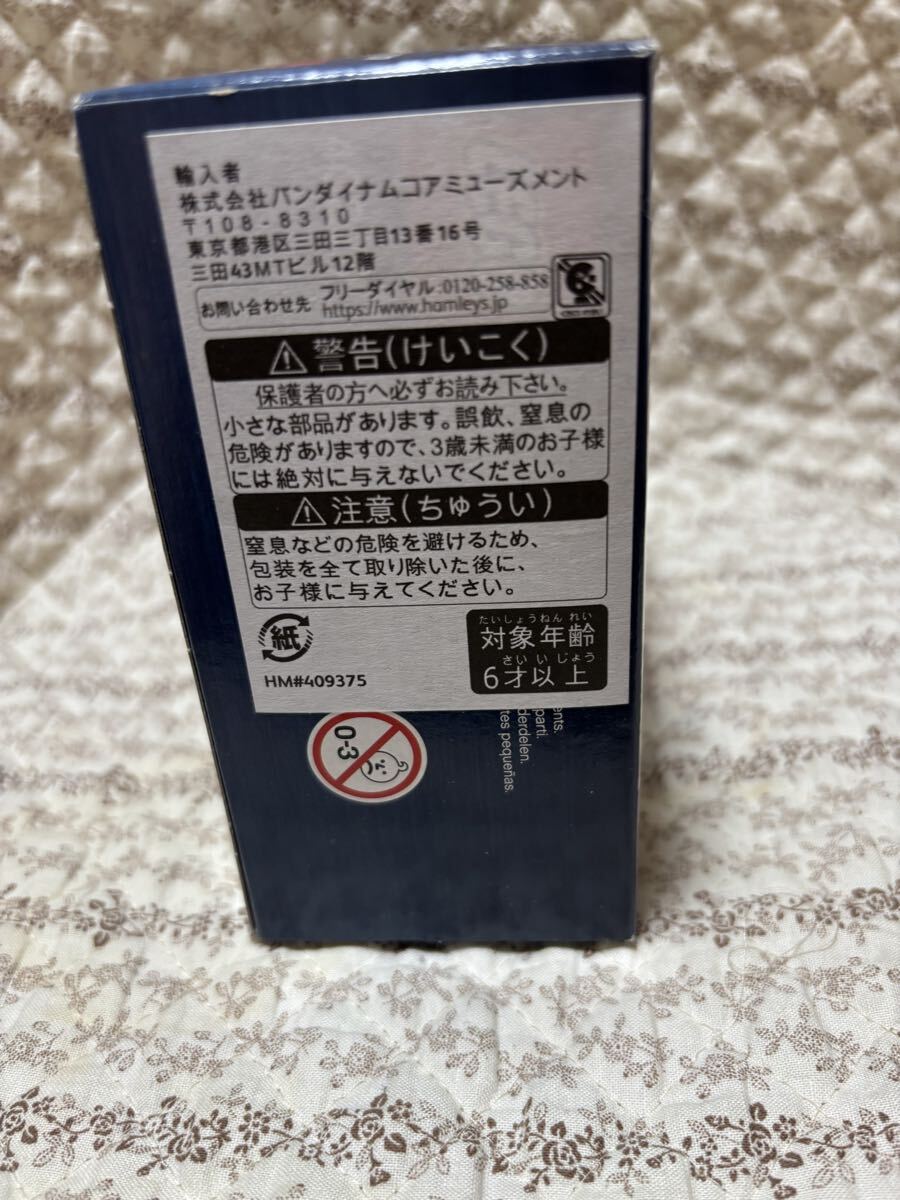 輸入者
株式会社バンダイナムコアミューズメント
〒108-8310
東京都港区三田三丁目13番16号
三田43MTビル12階
お問い合わせ先
フリーダイヤル:0120-258-858
https://www.hamleys.jp
⚠警告(けいこく)
保護者の方へ必ずお読み下さい。
小さな部品があります。誤飲、窒息の
危険がありますので、3歳未満のお子様
には絶対に与えないでください。
⚠注意(ちゅうい)
窒息などの危険を避けるため、
包装を全て取り除いた後に、
お子様に与えてください。
紙
HM#409375
たいしょうねんれい
対象年齢
さいいじょう
6才以上
0-3
ents.
parti.
derdelen.
tes pequeñas.